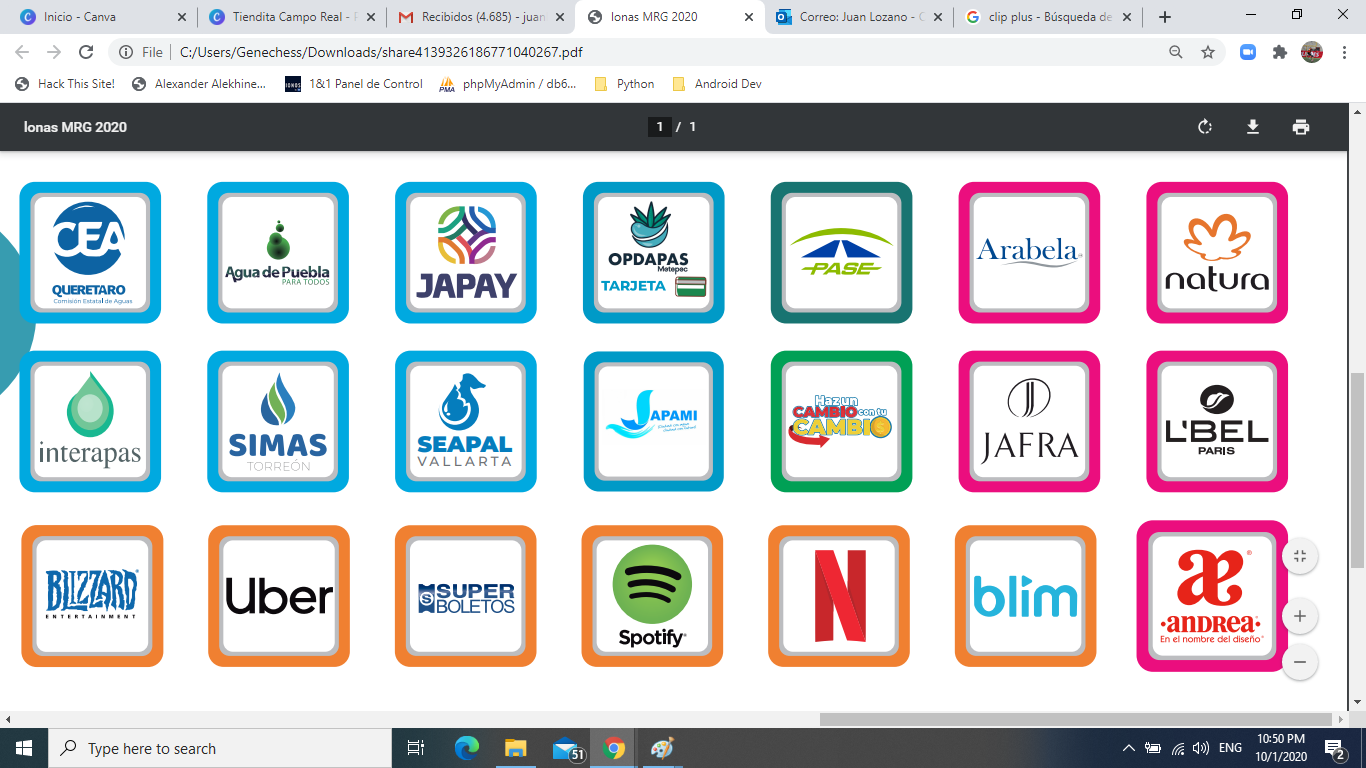 Inicio - Canva
Tiendita Campo Real - F
Recibidos (4.685) - juan
lonas MRG 2020
Correo: Juan Lozano - C
clip plus - Búsqueda de
File
C:/Users/Genechess/Downloads/share4139326186771040267.pdf
Hack This Site!
Alexander Alekhine...
IONOS
1&1 Panel de Control
PMA
phpMyAdmin / db6...
Python
Android Dev
lonas MRG 2020
1 / 1
CEA
QUERETARO
Comisión Estatal de Aguas
Agua de Puebla
PARA TODOS
JAPAY
OPDAPAS
Metepec
TARJETA
PASE
Arabela
natura
interapas
SIMAS
TORREÓN
SEAPAL
VALLARTA
JAPAMI
Haz un
CAMBIO con tu
CAMBIO
JAFRA
L'BEL
PARIS
BLIZZARD
ENTERTAINMENT
Uber
S SUPER
BOLETOS
Spotify
N
blim
æ
·ANDREA·
En el nombre del diseño
Type here to search
51
ENG
10:50 PM
10/1/2020
2